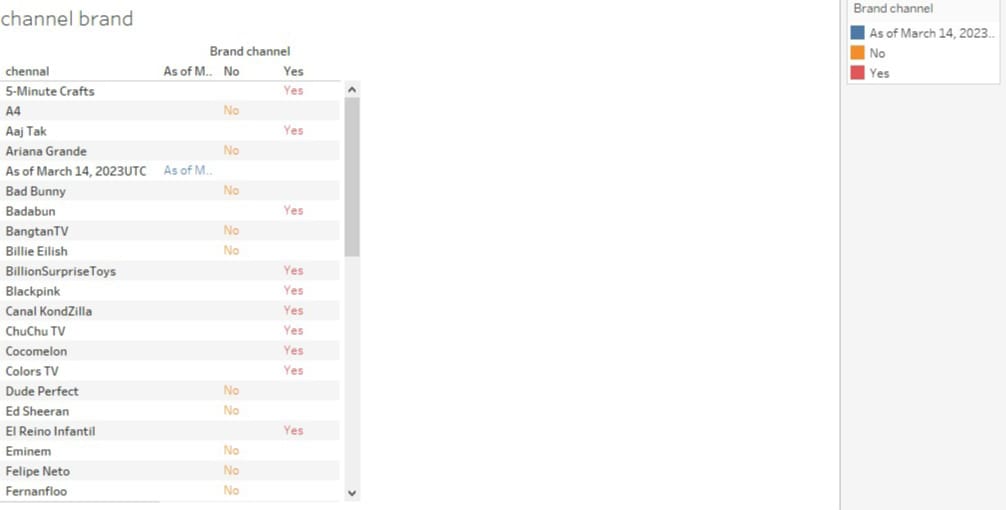 channel brand
Brand channel
chennal As of M.. No Yes
5-Minute Crafts Yes
A4 No
Aaj Tak Yes
Ariana Grande No
As of March 14, 2023UTC As of M..
Bad Bunny No
Badabun Yes
BangtanTV No
Billie Eilish No
BillionSurpriseToys Yes
Blackpink Yes
Canal KondZilla Yes
ChuChu TV Yes
Cocomelon Yes
Colors TV Yes
Dude Perfect No
Ed Sheeran No
El Reino Infantil Yes
Eminem No
Felipe Neto No
Fernanfloo No
Brand channel
As of March 14, 2023..
No
Yes